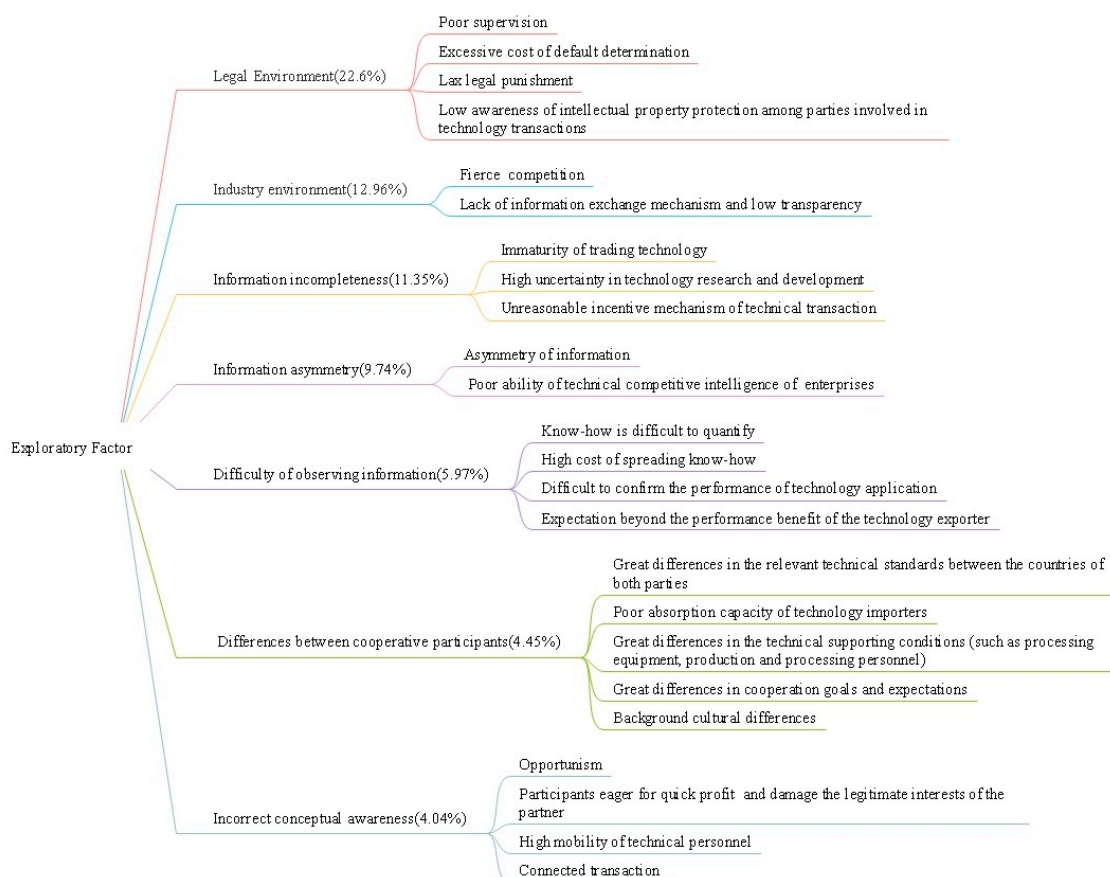 Poor supervision
Excessive cost of default determination
Legal Environment(22.6%)
Lax legal punishment
Low awareness of intellectual property protection among parties involved in
technology transactions
Fierce competition
Industry environment(12.96%)
Lack of information exchange mechanism and low transparency
Immaturity of trading technology
Information incompleteness(11.35%)
High uncertainty in technology research and development
Unreasonable incentive mechanism of technical transaction
Asymmetry of information
Information asymmetry(9.74%)
Poor ability of technical competitive intelligence of enterprises
Exploratory Factor
Know-how is difficult to quantify
High cost of spreading know-how
Difficulty of observing information(5.97%)
Difficult to confirm the performance of technology application
Expectation beyond the performance benefit of the technology exporter
Great differences in the relevant technical standards between the countries of
both parties
Poor absorption capacity of technology importers
Differences between cooperative participants(4.45%)
Great differences in the technical supporting conditions (such as processing
equipment, production and processing personnel)
Great differences in cooperation goals and expectations
Background cultural differences
Opportunism
Participants eager for quick profit and damage the legitimate interests of the
partner
Incorrect conceptual awareness(4.04%)
High mobility of technical personnel
Connected transaction